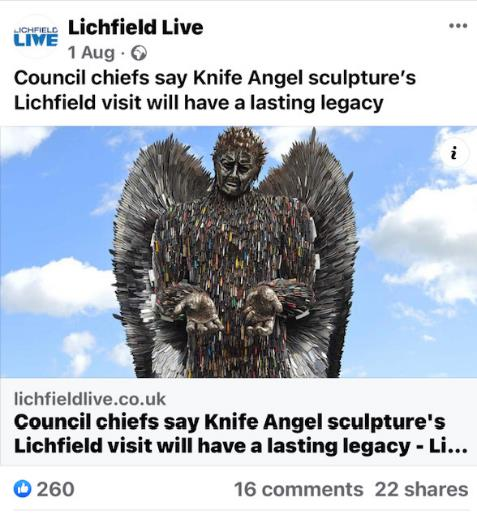 LICHFIELD
LIVE
Lichfield Live
1 Aug ·
Council chiefs say Knife Angel sculpture's
Lichfield visit will have a lasting legacy
i
lichfieldlive.co.uk
Council chiefs say Knife Angel sculpture's
Lichfield visit will have a lasting legacy - Li...
260
16 comments 22 shares